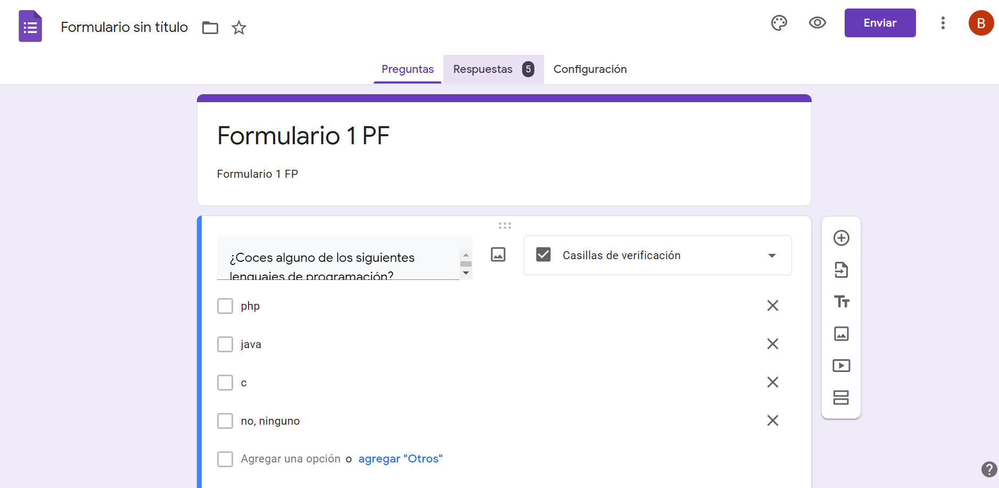 Formulario sin título
Enviar
B
Preguntas Respuestas 5 Configuración
Formulario 1 PF
Formulario 1 FP
¿Coces alguno de los siguientes
lenguajes de programación?
Casillas de verificación
php
java
c
no, ninguno
Agregar una opción o agregar "Otros"